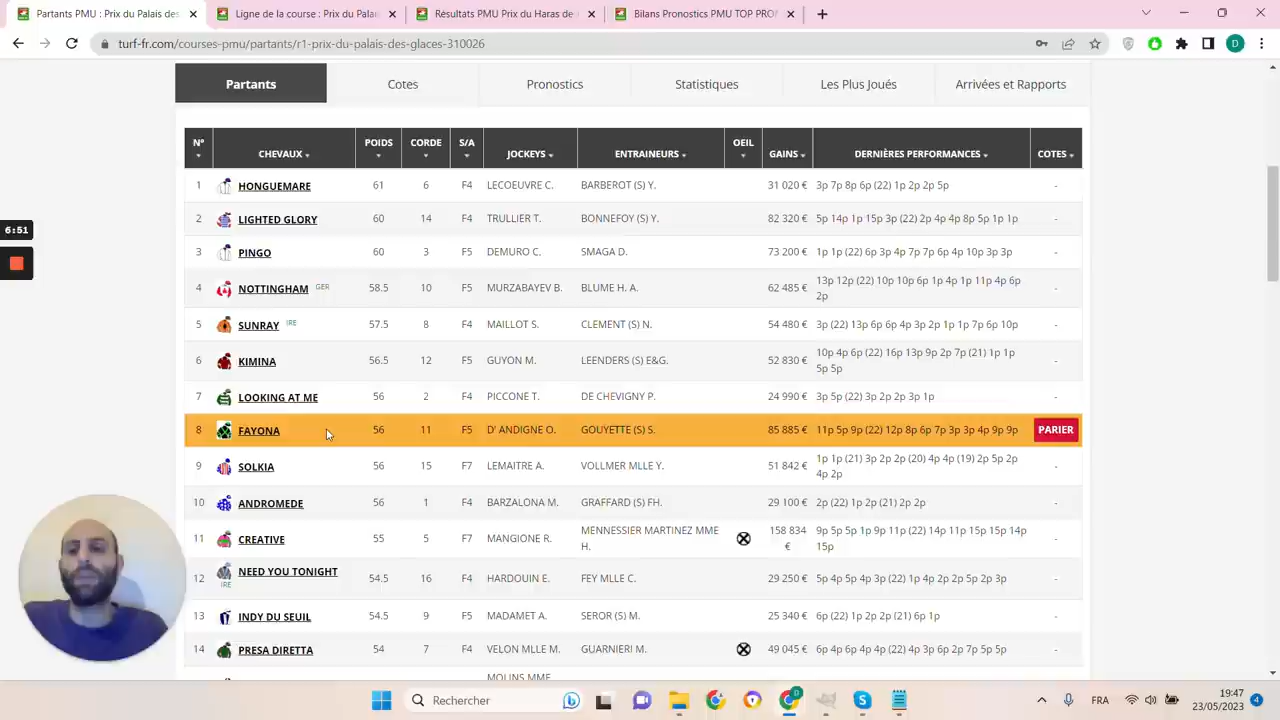 Partants PMU : Prix du Palais des
Ligne de cheval : Prix du Palai
Résultats PMU Prix du Haras de
Bilans Pronostics PMU TOP PROF
turf-fr.com/courses-pmu/partants/r1-prix-du-palais-des-glaces-310026
Partants Cotes Pronostics Statistiques Les Plus Joués Arrivées et Rapports
N° CHEVAUX POIDS CORDE S/A JOCKEYS ENTRAINEURS OEIL GAINS DERNIÈRES PERFORMANCES COTES
1 HONGUEMARE 61 6 F4 LECOEUVRE C. BARBEROT (S) Y. 31 020 € 3p 7p 8p 6p (22) 1p 2p 2p 5p -
2 LIGHTED GLORY 60 14 F4 TRULLIER T. BONNEFOY (S) Y. 82 320 € 5p 14p 1p 15p 3p (22) 2p 4p 4p 8p 5p 1p 1p -
6:51
3 PINGO 60 3 F5 DEMURO C. SMAGA D. 73 200 € 1p 1p (22) 6p 3p 4p 7p 7p 6p 4p 10p 3p 3p -
4 NOTTINGHAM GER 58.5 10 F5 MURZABAYEV B. BLUME H. A. 62 485 € 13p 12p (22) 10p 10p 6p 1p 4p 1p 11p 4p 6p
2p -
5 SUNRAY IRE 57.5 8 F4 MAILLOT S. CLEMENT (S) N. 54 480 € 3p (22) 13p 6p 6p 4p 3p 2p 1p 1p 7p 6p 10p -
6 KIMINA 56.5 12 F5 GUYON M. LEENDERS (S) E&G. 52 830 € 10p 4p 6p (22) 16p 13p 9p 2p 7p (21) 1p 1p
5p 5p -
7 LOOKING AT ME 56 2 F4 PICCONE T. DE CHEVIGNY P. 24 990 € 3p 5p (22) 3p 2p 2p 3p 1p -
8 FAYONA 56 11 F5 D' ANDIGNE O. GOUYETTE (S) S. 85 885 € 11p 5p 9p (22) 12p 8p 6p 7p 3p 3p 4p 9p 9p PARIER
9 SOLKIA 56 15 F7 LEMAITRE A. VOLLMER MLLE Y. 51 842 € 1p 1p (21) 3p 2p 2p (20) 4p 4p (19) 2p 5p 2p
4p 2p -
10 ANDROMEDE 56 1 F4 BARZALONA M. GRAFFARD (S) FH. 29 100 € 2p (22) 1p 2p (21) 2p 2p -
11 CREATIVE 55 5 F7 MANGIONE R. MENNESSIER MARTINEZ MME
H. 158 834
€ 9p 5p 5p 1p 9p 11p (22) 14p 11p 15p 15p 14p
15p -
12 NEED YOU TONIGHT
IRE 54.5 16 F4 HARDOUIN E. FEY MLLE C. 29 250 € 5p 4p 5p 4p 3p (22) 1p 4p 2p 2p 5p 2p 3p -
13 INDY DU SEUIL 54.5 9 F5 MADAMET A. SEROR (S) M. 25 340 € 6p (22) 1p 2p 2p (21) 6p 1p -
14 PRESA DIRETTA 54 7 F4 VELON MLLE M. GUARNIERI M. 49 045 € 6p 4p 6p 4p 4p (22) 4p 3p 6p 2p 7p 5p 5p -
MOLINS MME
Rechercher
FRA
19:47
23/05/2023
4